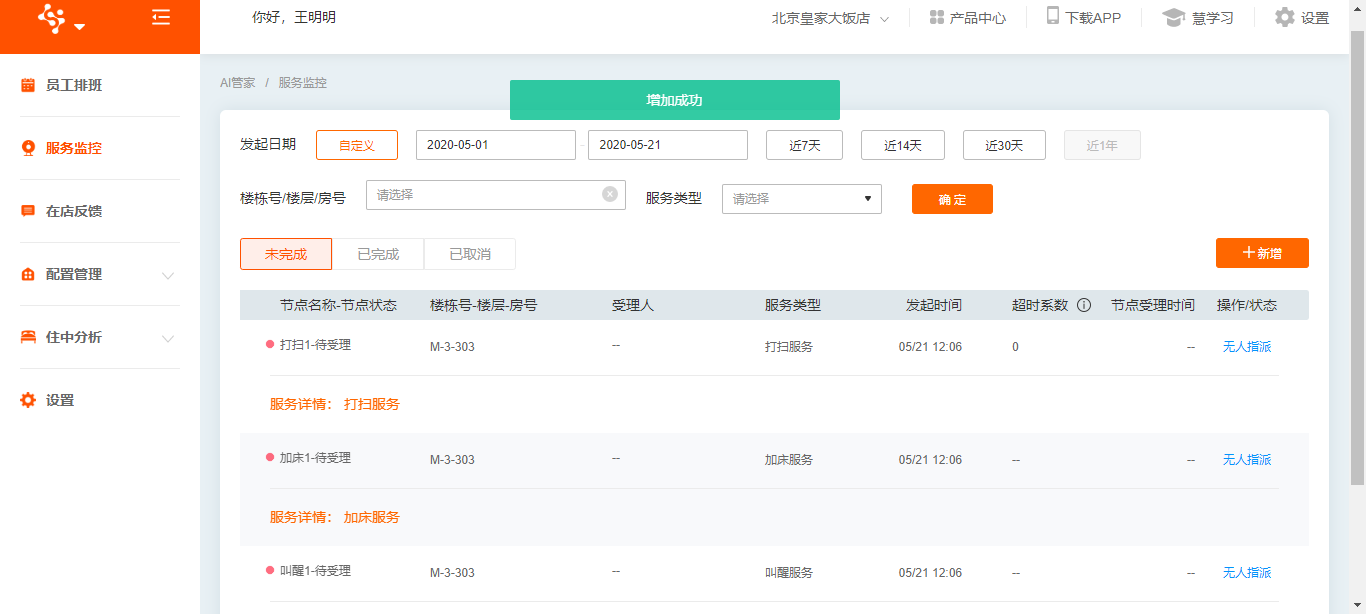 你好，王明明
北京皇家大饭店
产品中心
下载APP
慧学习
设置
员工排班
服务监控
在店反馈
配置管理
住中分析
设置
AI管家 / 服务监控
增加成功
发起日期 自定义 2020-05-01 - 2020-05-21 近7天 近14天 近30天 近1年
楼栋号/楼层/房号 请选择 服务类型 请选择 确 定
未完成 已完成 已取消 新增
节点名称-节点状态 楼栋号-楼层-房号 受理人 服务类型 发起时间 超时系数 节点受理时间 操作/状态
打扫1-待受理 M-3-303 -- 打扫服务 05/21 12:06 0 -- 无人指派
服务详情： 打扫服务
加床1-待受理 M-3-303 -- 加床服务 05/21 12:06 -- -- 无人指派
服务详情： 加床服务
叫醒1-待受理 M-3-303 -- 叫醒服务 05/21 12:06 -- -- 无人指派